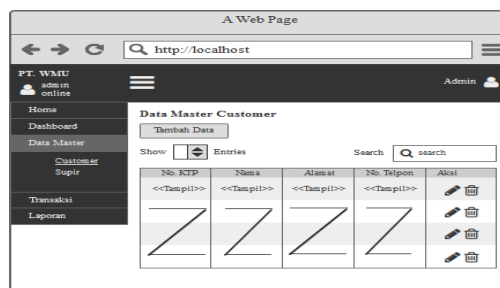 A Web Page
http://localhost
PT. WMU
admin
online
Admin
Home
Dashboard
Data Master
Customer
Supir
Transaksi
Laporan
Data Master Customer
Tambah Data
Show Entries Search search
No. KTP Nama Alamat No. Telpon Aksi
<<Tampil>> <<Tampil>> <<Tampil>> <<Tampil>>